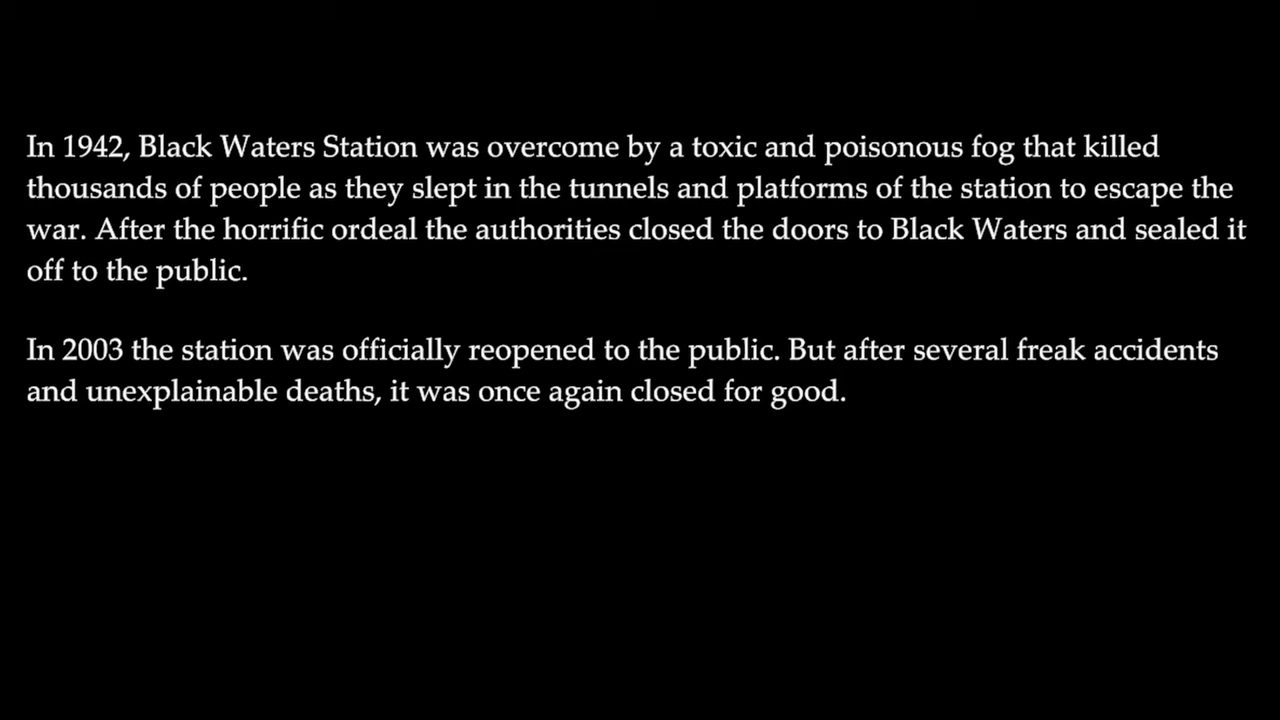 In 1942, Black Waters Station was overcome by a toxic and poisonous fog that killed
thousands of people as they slept in the tunnels and platforms of the station to escape the
war. After the horrific ordeal the authorities closed the doors to Black Waters and sealed it
off to the public.
In 2003 the station was officially reopened to the public. But after several freak accidents
and unexplainable deaths, it was once again closed for good.